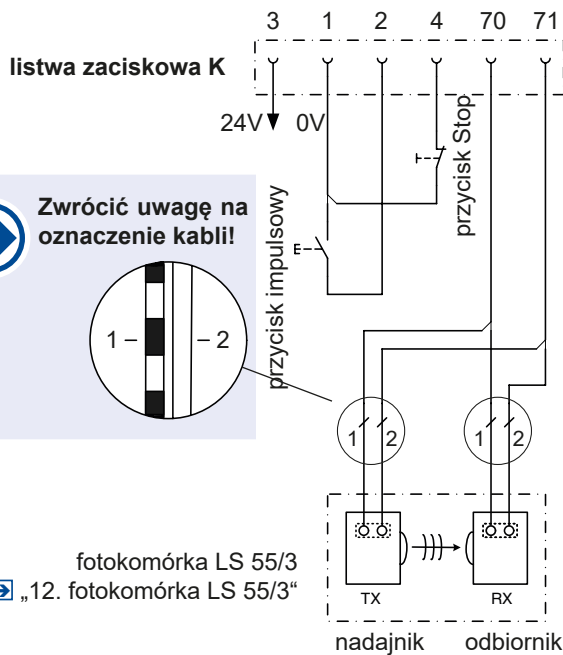 3 1 2 4 70 71
listwa zaciskowa K
24V 0V
przycisk Stop
Zwrócić uwagę na
oznaczenie kabli!
przycisk impulsowy
1 – – 2
1 2 1 2
fotokomórka LS 55/3
„12. fotokomórka LS 55/3“
TX RX
nadajnik odbiornik